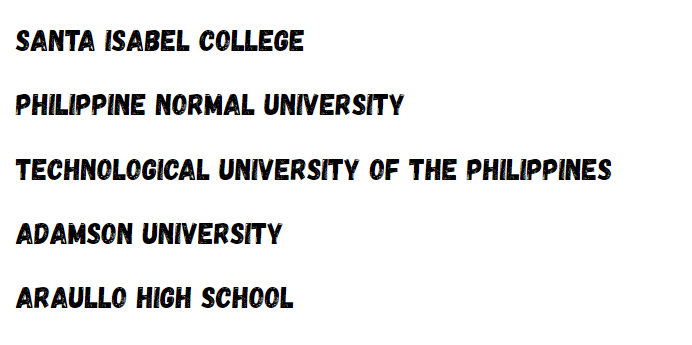 SANTA ISABEL COLLEGE
PHILIPPINE NORMAL UNIVERSITY
TECHNOLOGICAL UNIVERSITY OF THE PHILIPPINES
ADAMSON UNIVERSITY
ARAULLO HIGH SCHOOL